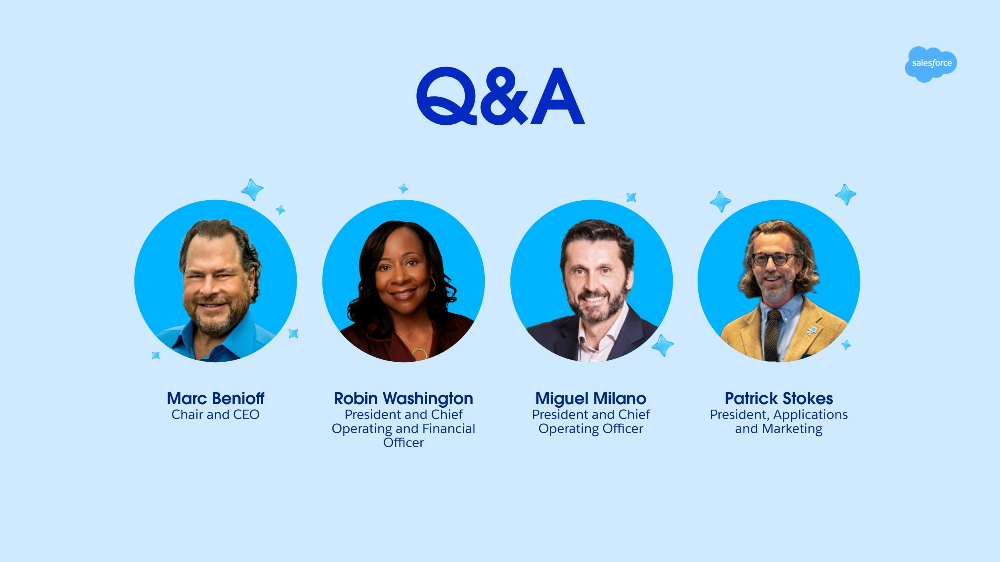 salesforce
Q&A
Marc Benioff
Chair and CEO
Robin Washington
President and Chief
Operating and Financial
Officer
Miguel Milano
President and Chief
Operating Officer
Patrick Stokes
President, Applications
and Marketing